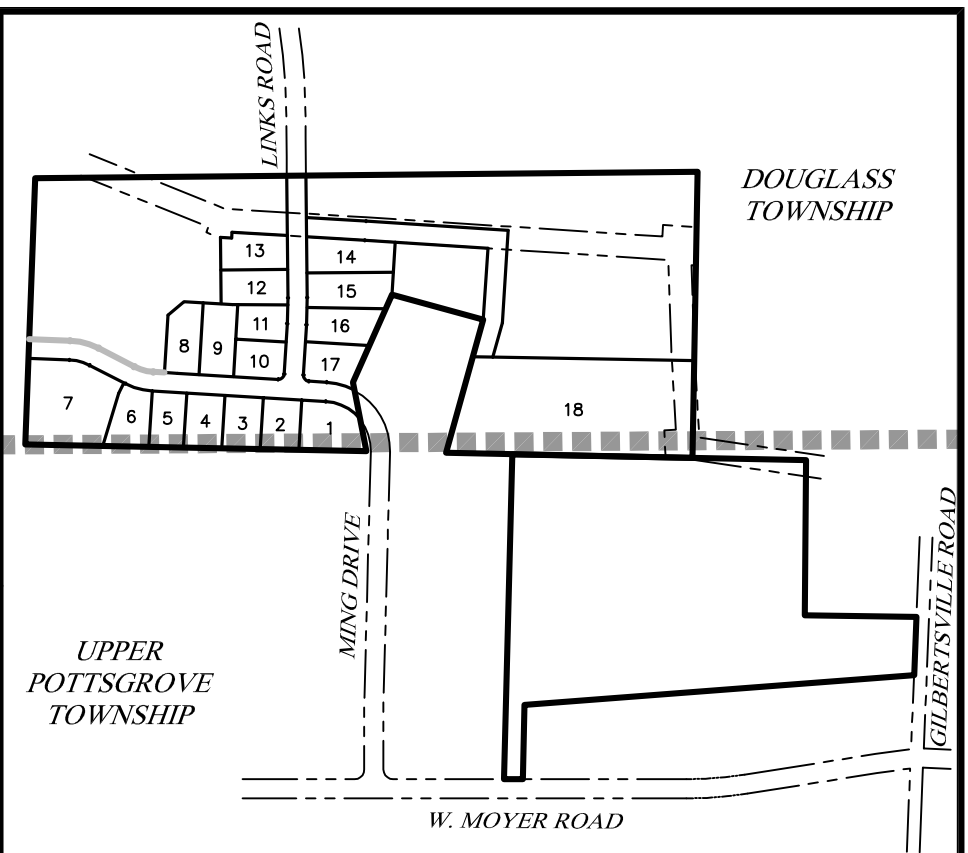 LINKS ROAD
DOUGLASS
TOWNSHIP
13
14
12
15
11
16
8
9
10
17
7
6
5
4
3
2
1
18
MING DRIVE
GILBERTSVILLE ROAD
UPPER
POTTSGROVE
TOWNSHIP
W. MOYER ROAD